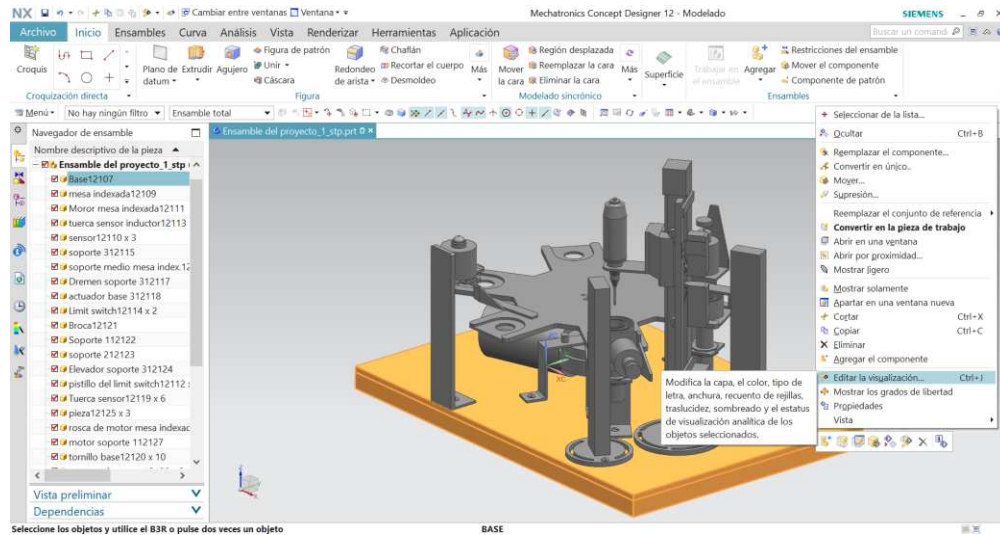 NX
Cambiar entre ventanas
Ventana
Mechatronics Concept Designer 12 - Modelado
SIEMENS
Archivo
Inicio
Ensambles
Curva
Análisis
Vista
Renderizar
Herramientas
Aplicación
Buscar un comand
Croquis
Plano de datum
Extrudir
Agujero
Figura de patrón
Unir
Cáscara
Redondeo de arista
Chaflán
Recortar el cuerpo
Desmoldeo
Más
Mover la cara
Región desplazada
Reemplazar la cara
Eliminar la cara
Más
Superficie
Trabajar en el ensamble
Agregar
Restricciones del ensamble
Mover el componente
Componente de patrón
Croquización directa
Figura
Modelado sincrónico
Ensambles
Menú
No hay ningún filtro
Ensamble total
Navegador de ensamble
Ensamble del proyecto_1_stp.prt
Nombre descriptivo de la pieza
Ensamble del proyecto_1_stp
Base12107
mesa indexada12109
Moror mesa indexada12111
tuerca sensor inductor12113
sensor12110 x 3
soporte 312115
soporte medio mesa index.12
Dremen soporte 312117
actuador base 312118
Limit switch12114 x 2
Broca12121
Soporte 112122
soporte 212123
Elevador soporte 312124
pistillo del limit switch12112
Tuerca sensor12119 x 6
pieza12125 x 3
rosca de motor mesa indexac
motor soporte 112127
tornillo base12120 x 10
Vista preliminar
Dependencias
XC
Modifica la capa, el color, tipo de
letra, anchura, recuento de rejillas,
traslucidez, sombreado y el estatus
de visualización analítica de los
objetos seleccionados.
Seleccionar de la lista...
Ocultar Ctrl+B
Reemplazar el componente...
Convertir en único..
Mover...
Supresión...
Reemplazar el conjunto de referencia
Convertir en la pieza de trabajo
Abrir en una ventana
Abrir por proximidad...
Mostrar ligero
Mostrar solamente
Apartar en una ventana nueva
Cortar Ctrl+X
Copiar Ctrl+C
Eliminar
Agregar el componente
Editar la visualización... Ctrl+J
Mostrar los grados de libertad
Propiedades
Vista
Seleccione los objetos y utilice el B3R o pulse dos veces un objeto
BASE